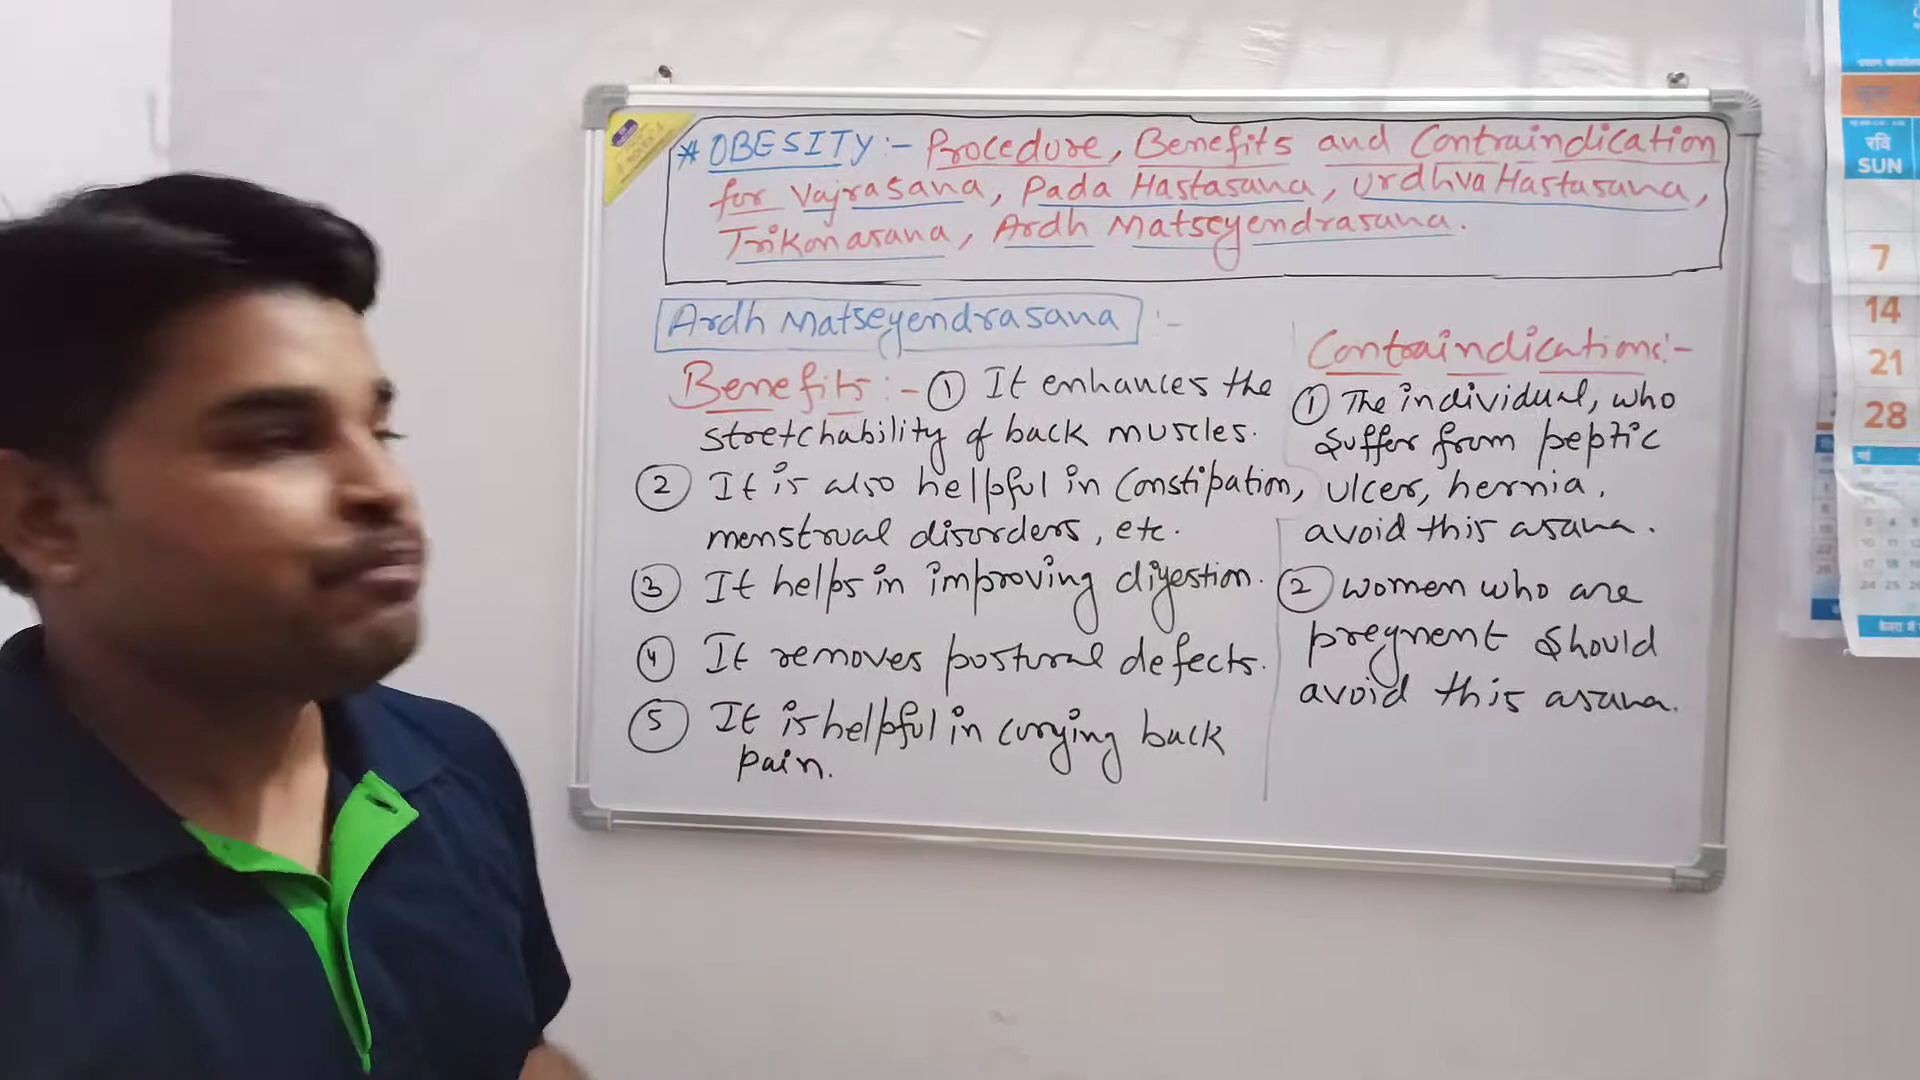 * OBESITY :- Procedure, Benefits and Contraindication
for Vajrasana, Pada Hastasana, Urdhva Hastasana,
Trikonasana, Ardh Matseyendrasana.
Ardh Matseyendrasana :-
Benefits :- ① It enhances the
stretchability of back muscles.
② It is also helpful in Constipation,
menstrual disorders, etc.
③ It helps in improving digestion.
④ It removes postural defects.
⑤ It is helpful in curying back
pain.
Contraindications:-
① The individual, who
suffer from peptic
ulcer, hernia,
avoid this asana.
② women who are
pregnent should
avoid this asana.
रवि
SUN
7
14
21
28